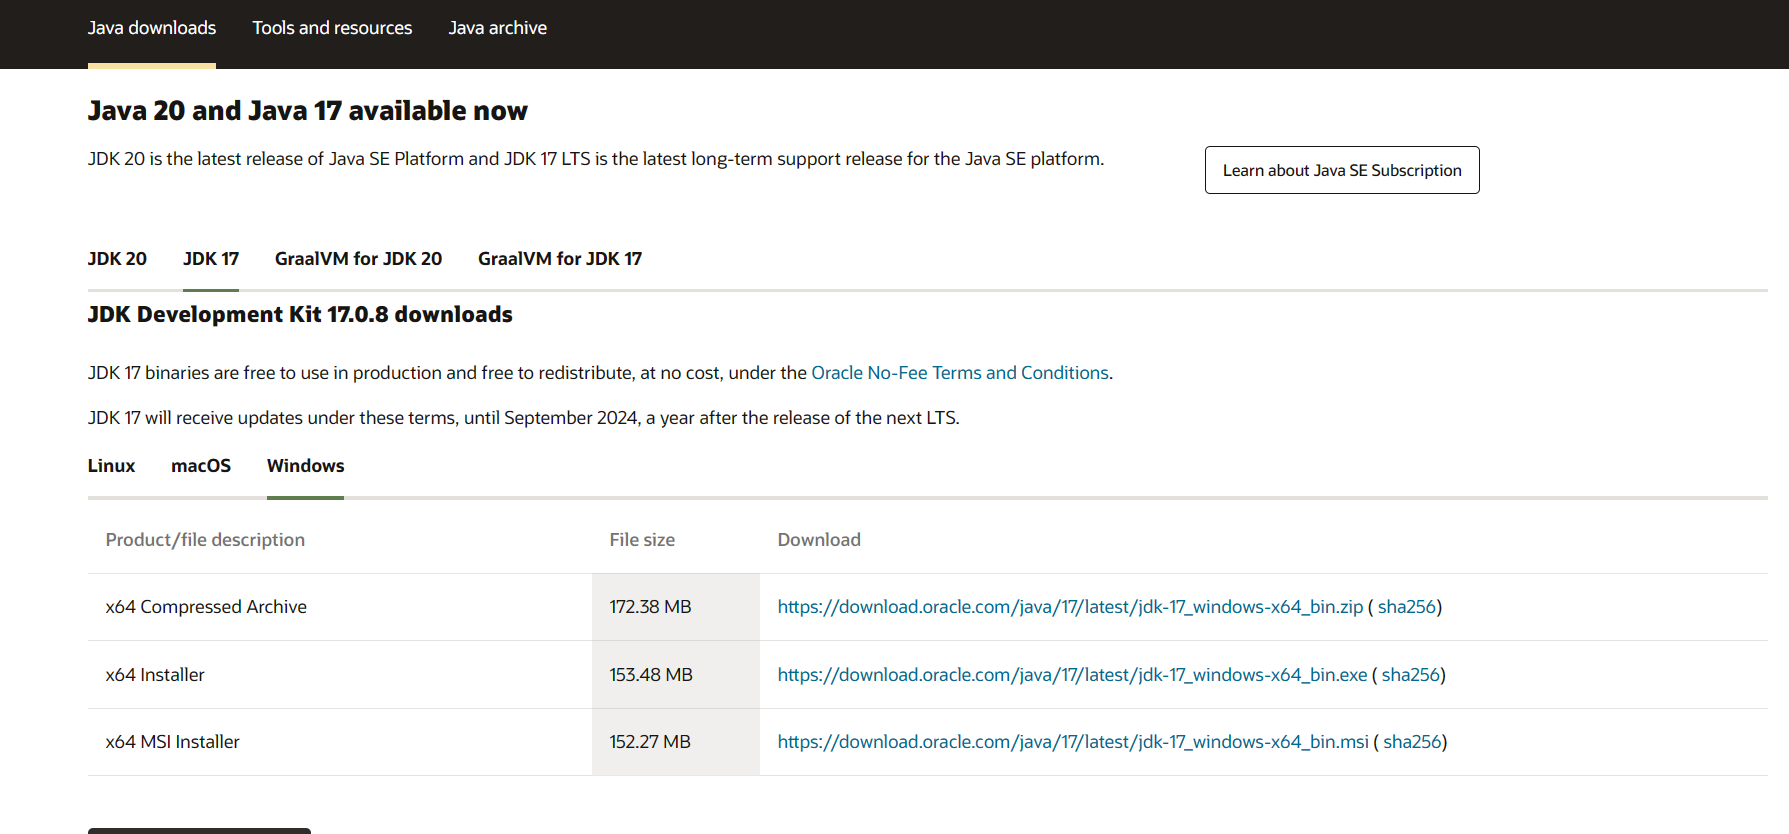 Java downloads Tools and resources Java archive
Java 20 and Java 17 available now
JDK 20 is the latest release of Java SE Platform and JDK 17 LTS is the latest long-term support release for the Java SE platform.
Learn about Java SE Subscription
JDK 20 JDK 17 GraalVM for JDK 20 GraalVM for JDK 17
JDK Development Kit 17.0.8 downloads
JDK 17 binaries are free to use in production and free to redistribute, at no cost, under the Oracle No-Fee Terms and Conditions.
JDK 17 will receive updates under these terms, until September 2024, a year after the release of the next LTS.
Linux macOS Windows
Product/file description File size Download
x64 Compressed Archive 172.38 MB https://download.oracle.com/java/17/latest/jdk-17_windows-x64_bin.zip ( sha256)
x64 Installer 153.48 MB https://download.oracle.com/java/17/latest/jdk-17_windows-x64_bin.exe ( sha256)
x64 MSI Installer 152.27 MB https://download.oracle.com/java/17/latest/jdk-17_windows-x64_bin.msi ( sha256)